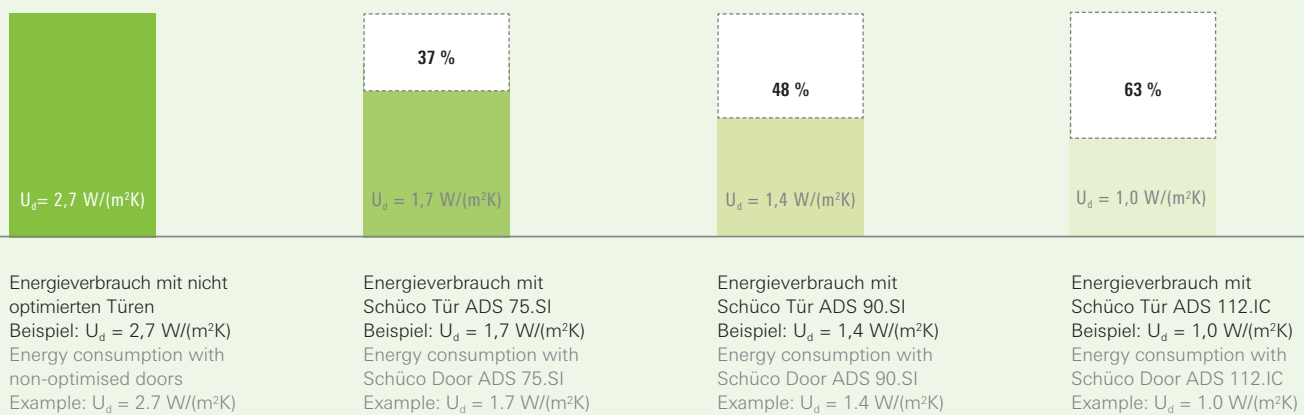 37 %
48 %
63 %
U_d= 2,7 W/(m²K)
U_d = 1,7 W/(m²K)
U_d = 1,4 W/(m²K)
U_d = 1,0 W/(m²K)
Energieverbrauch mit nicht
optimierten Türen
Beispiel: U_d = 2,7 W/(m²K)
Energy consumption with
non-optimised doors
Example: U_d = 2.7 W/(m²K)
Energieverbrauch mit
Schüco Tür ADS 75.SI
Beispiel: U_d = 1,7 W/(m²K)
Energy consumption with
Schüco Door ADS 75.SI
Example: U_d = 1.7 W/(m²K)
Energieverbrauch mit
Schüco Tür ADS 90.SI
Beispiel: U_d = 1,4 W/(m²K)
Energy consumption with
Schüco Door ADS 90.SI
Example: U_d = 1.4 W/(m²K)
Energieverbrauch mit
Schüco Tür ADS 112.IC
Beispiel: U_d = 1,0 W/(m²K)
Energy consumption with
Schüco Door ADS 112.IC
Example: U_d = 1.0 W/(m²K)